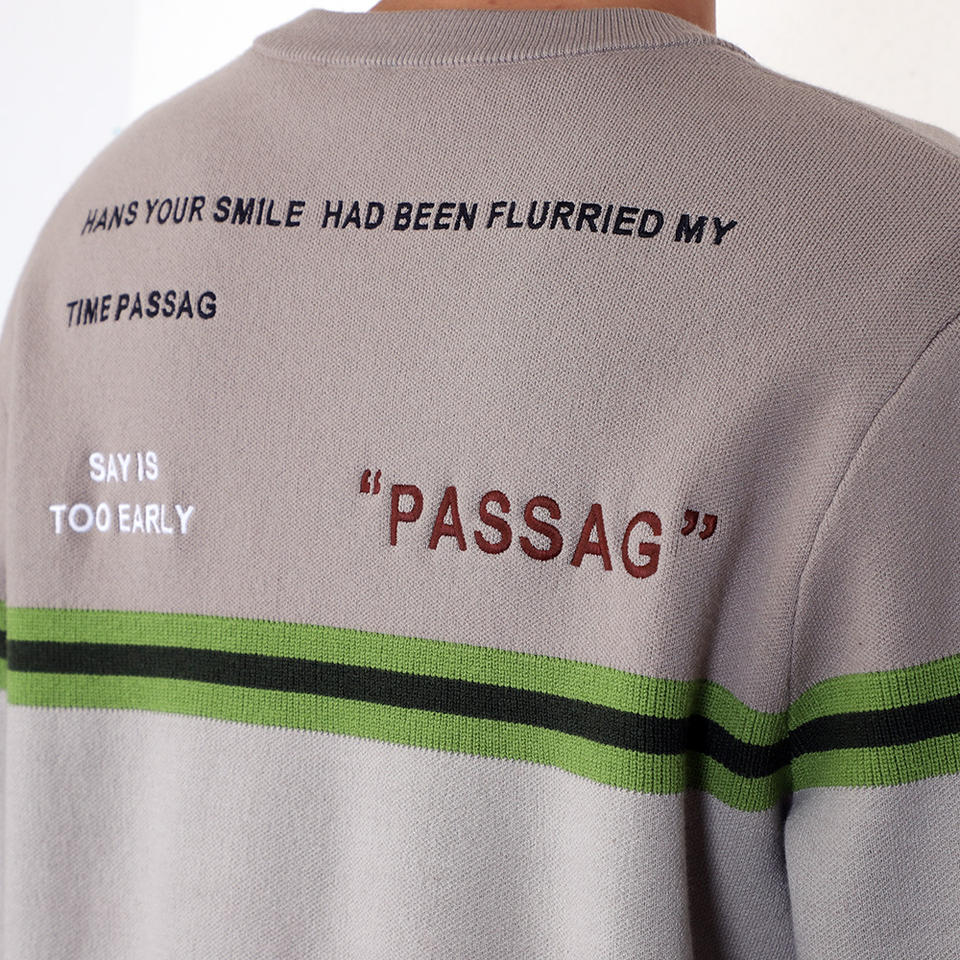 HANS YOUR SMILE HAD BEEN FLURRIED MY
TIME PASSAG
SAY IS
TOO EARLY
“PASSAG”